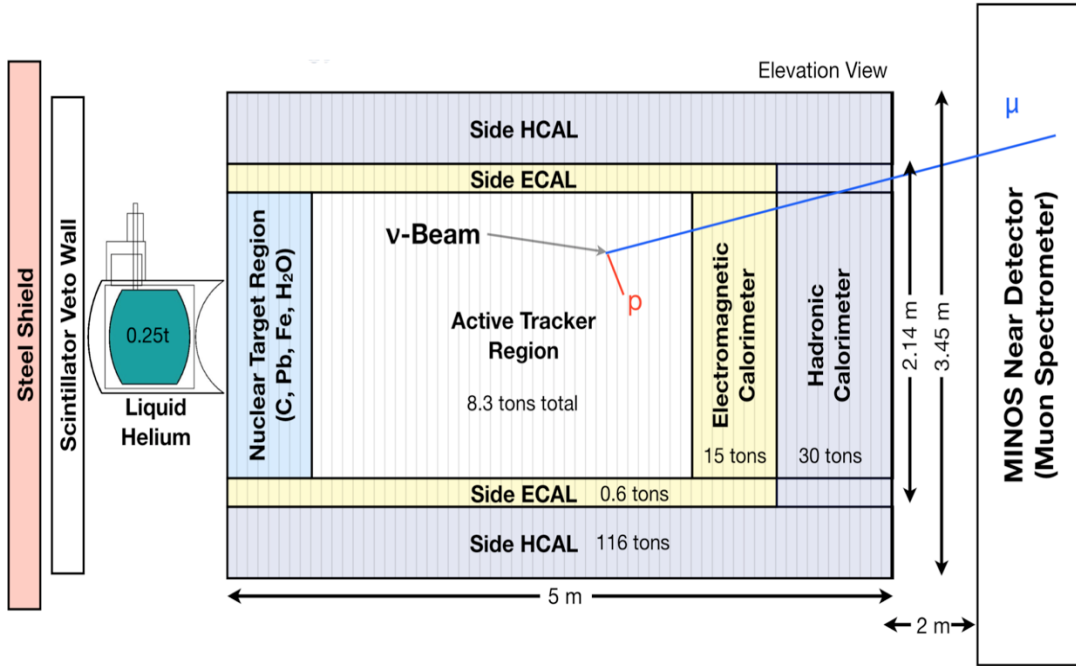 Elevation View
Steel Shield
Scintillator Veto Wall
0.25t
Liquid
Helium
Side HCAL
Side ECAL
Nuclear Target Region
(C, Pb, Fe, H₂O)
ν-Beam
p
Active Tracker
Region
8.3 tons total
Electromagnetic
Calorimeter
15 tons
Hadronic
Calorimeter
30 tons
Side ECAL 0.6 tons
Side HCAL 116 tons
5 m
2 m
2.14 m
3.45 m
μ
MINOS Near Detector
(Muon Spectrometer)